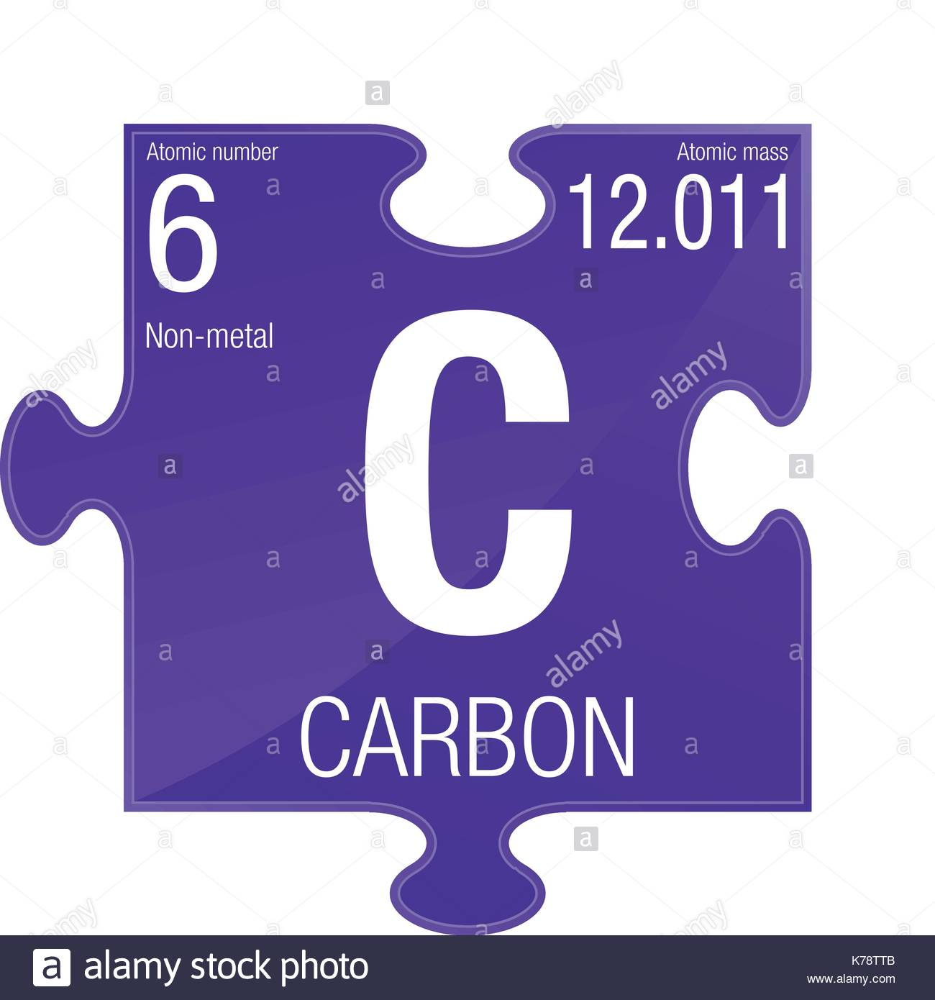 Atomic number
6
Non-metal
Atomic mass
12.011
C
CARBON
a alamy stock photo
K78TTB
www.alamy.com